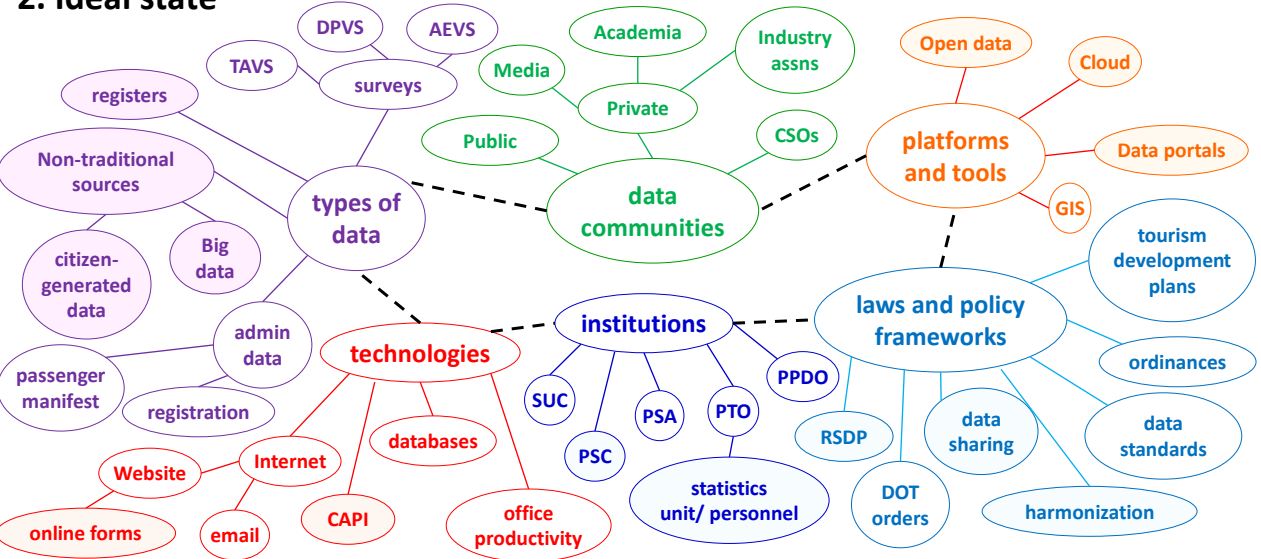 2. Ideal state
DPVS
AEVS
TAVS
surveys
registers
Non-traditional
sources
types of
data
citizen-
generated
data
Big
data
admin
data
passenger
manifest
registration
Academia
Industry
assns
Media
Private
Public
CSOs
data
communities
Open data
Cloud
platforms
and tools
Data portals
GIS
tourism
development
plans
laws and policy
frameworks
ordinances
data
standards
data
sharing
RSDP
DOT
orders
harmonization
institutions
PPDO
SUC
PSA
PTO
PSC
statistics
unit/ personnel
technologies
databases
Internet
Website
online forms
email
CAPI
office
productivity